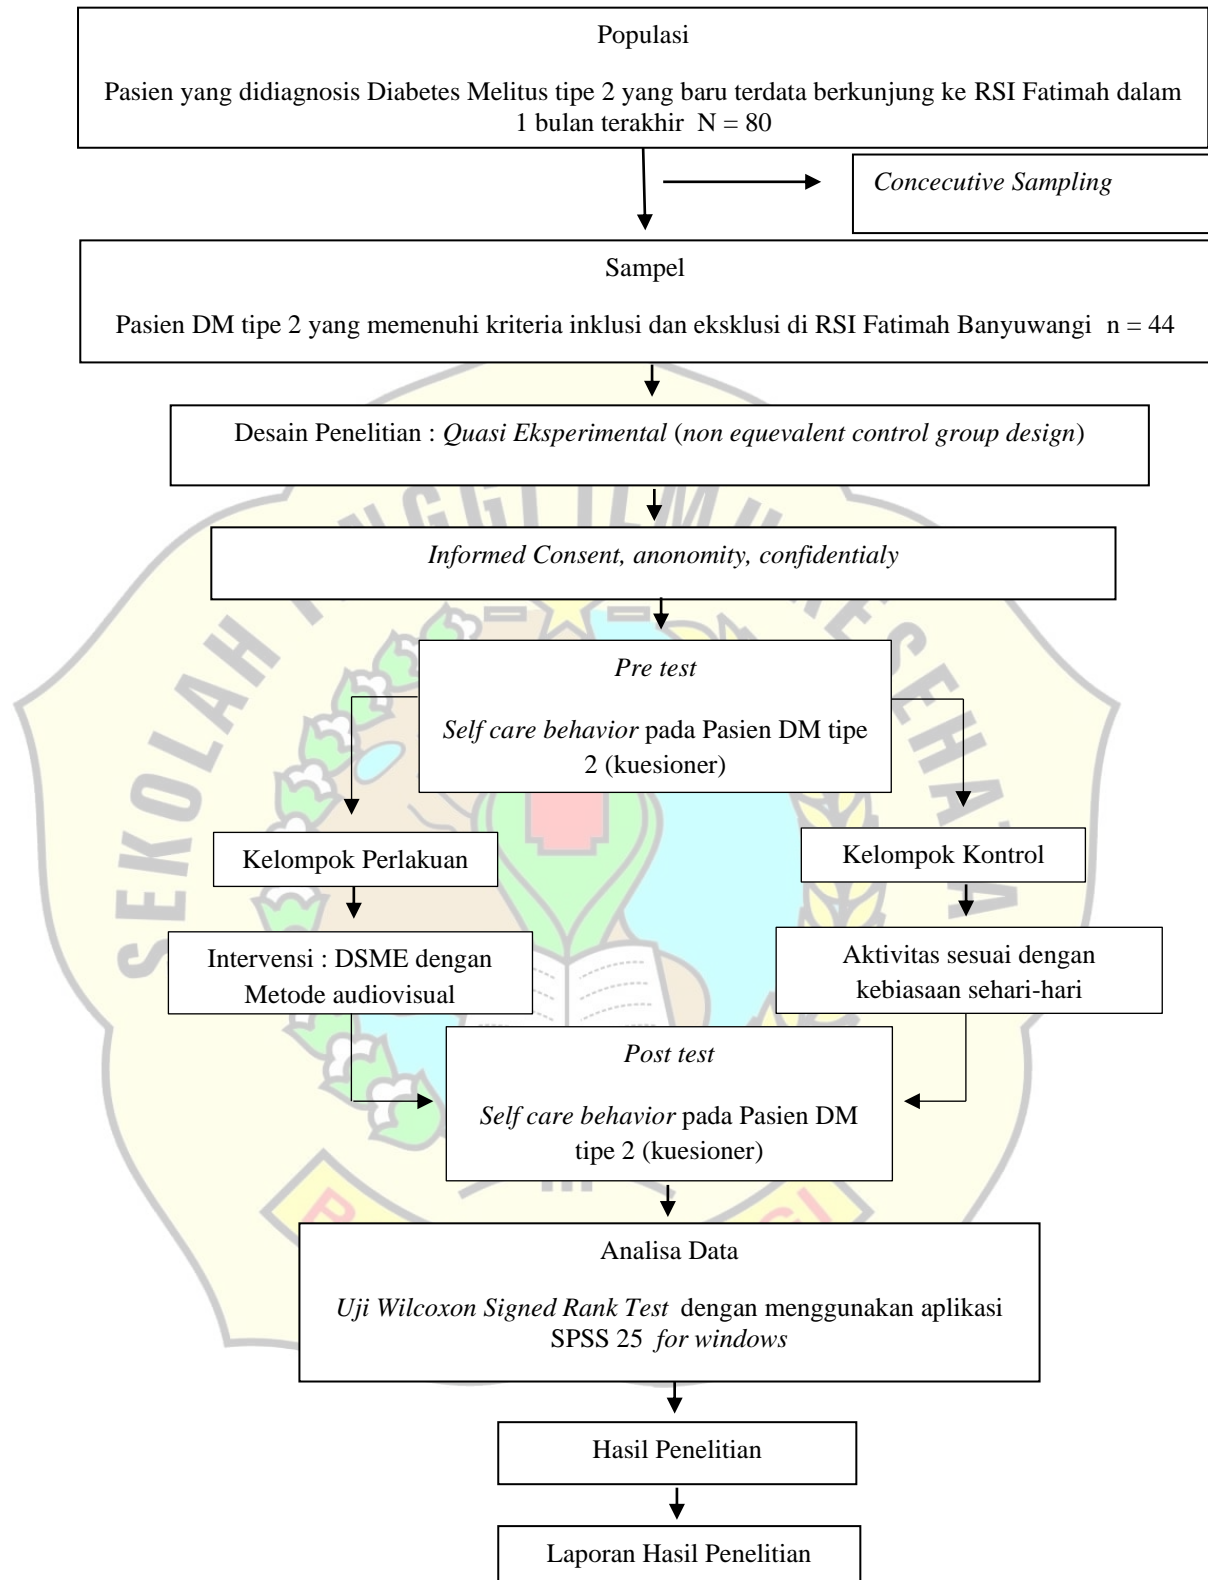 Populasi
Pasien yang didiagnosis Diabetes Melitus tipe 2 yang baru terdata berkunjung ke RSI Fatimah dalam
1 bulan terakhir N = 80
Concecutive Sampling
Sampel
Pasien DM tipe 2 yang memenuhi kriteria inklusi dan eksklusi di RSI Fatimah Banyuwangi n = 44
Desain Penelitian : Quasi Eksperimental (non equevalent control group design)
Informed Consent, anonomity, confidentialy
Pre test
Self care behavior pada Pasien DM tipe
2 (kuesioner)
Kelompok Perlakuan
Kelompok Kontrol
Intervensi : DSME dengan
Metode audiovisual
Aktivitas sesuai dengan
kebiasaan sehari-hari
Post test
Self care behavior pada Pasien DM
tipe 2 (kuesioner)
Analisa Data
Uji Wilcoxon Signed Rank Test dengan menggunakan aplikasi
SPSS 25 for windows
Hasil Penelitian
Laporan Hasil Penelitian
SEKOLAH